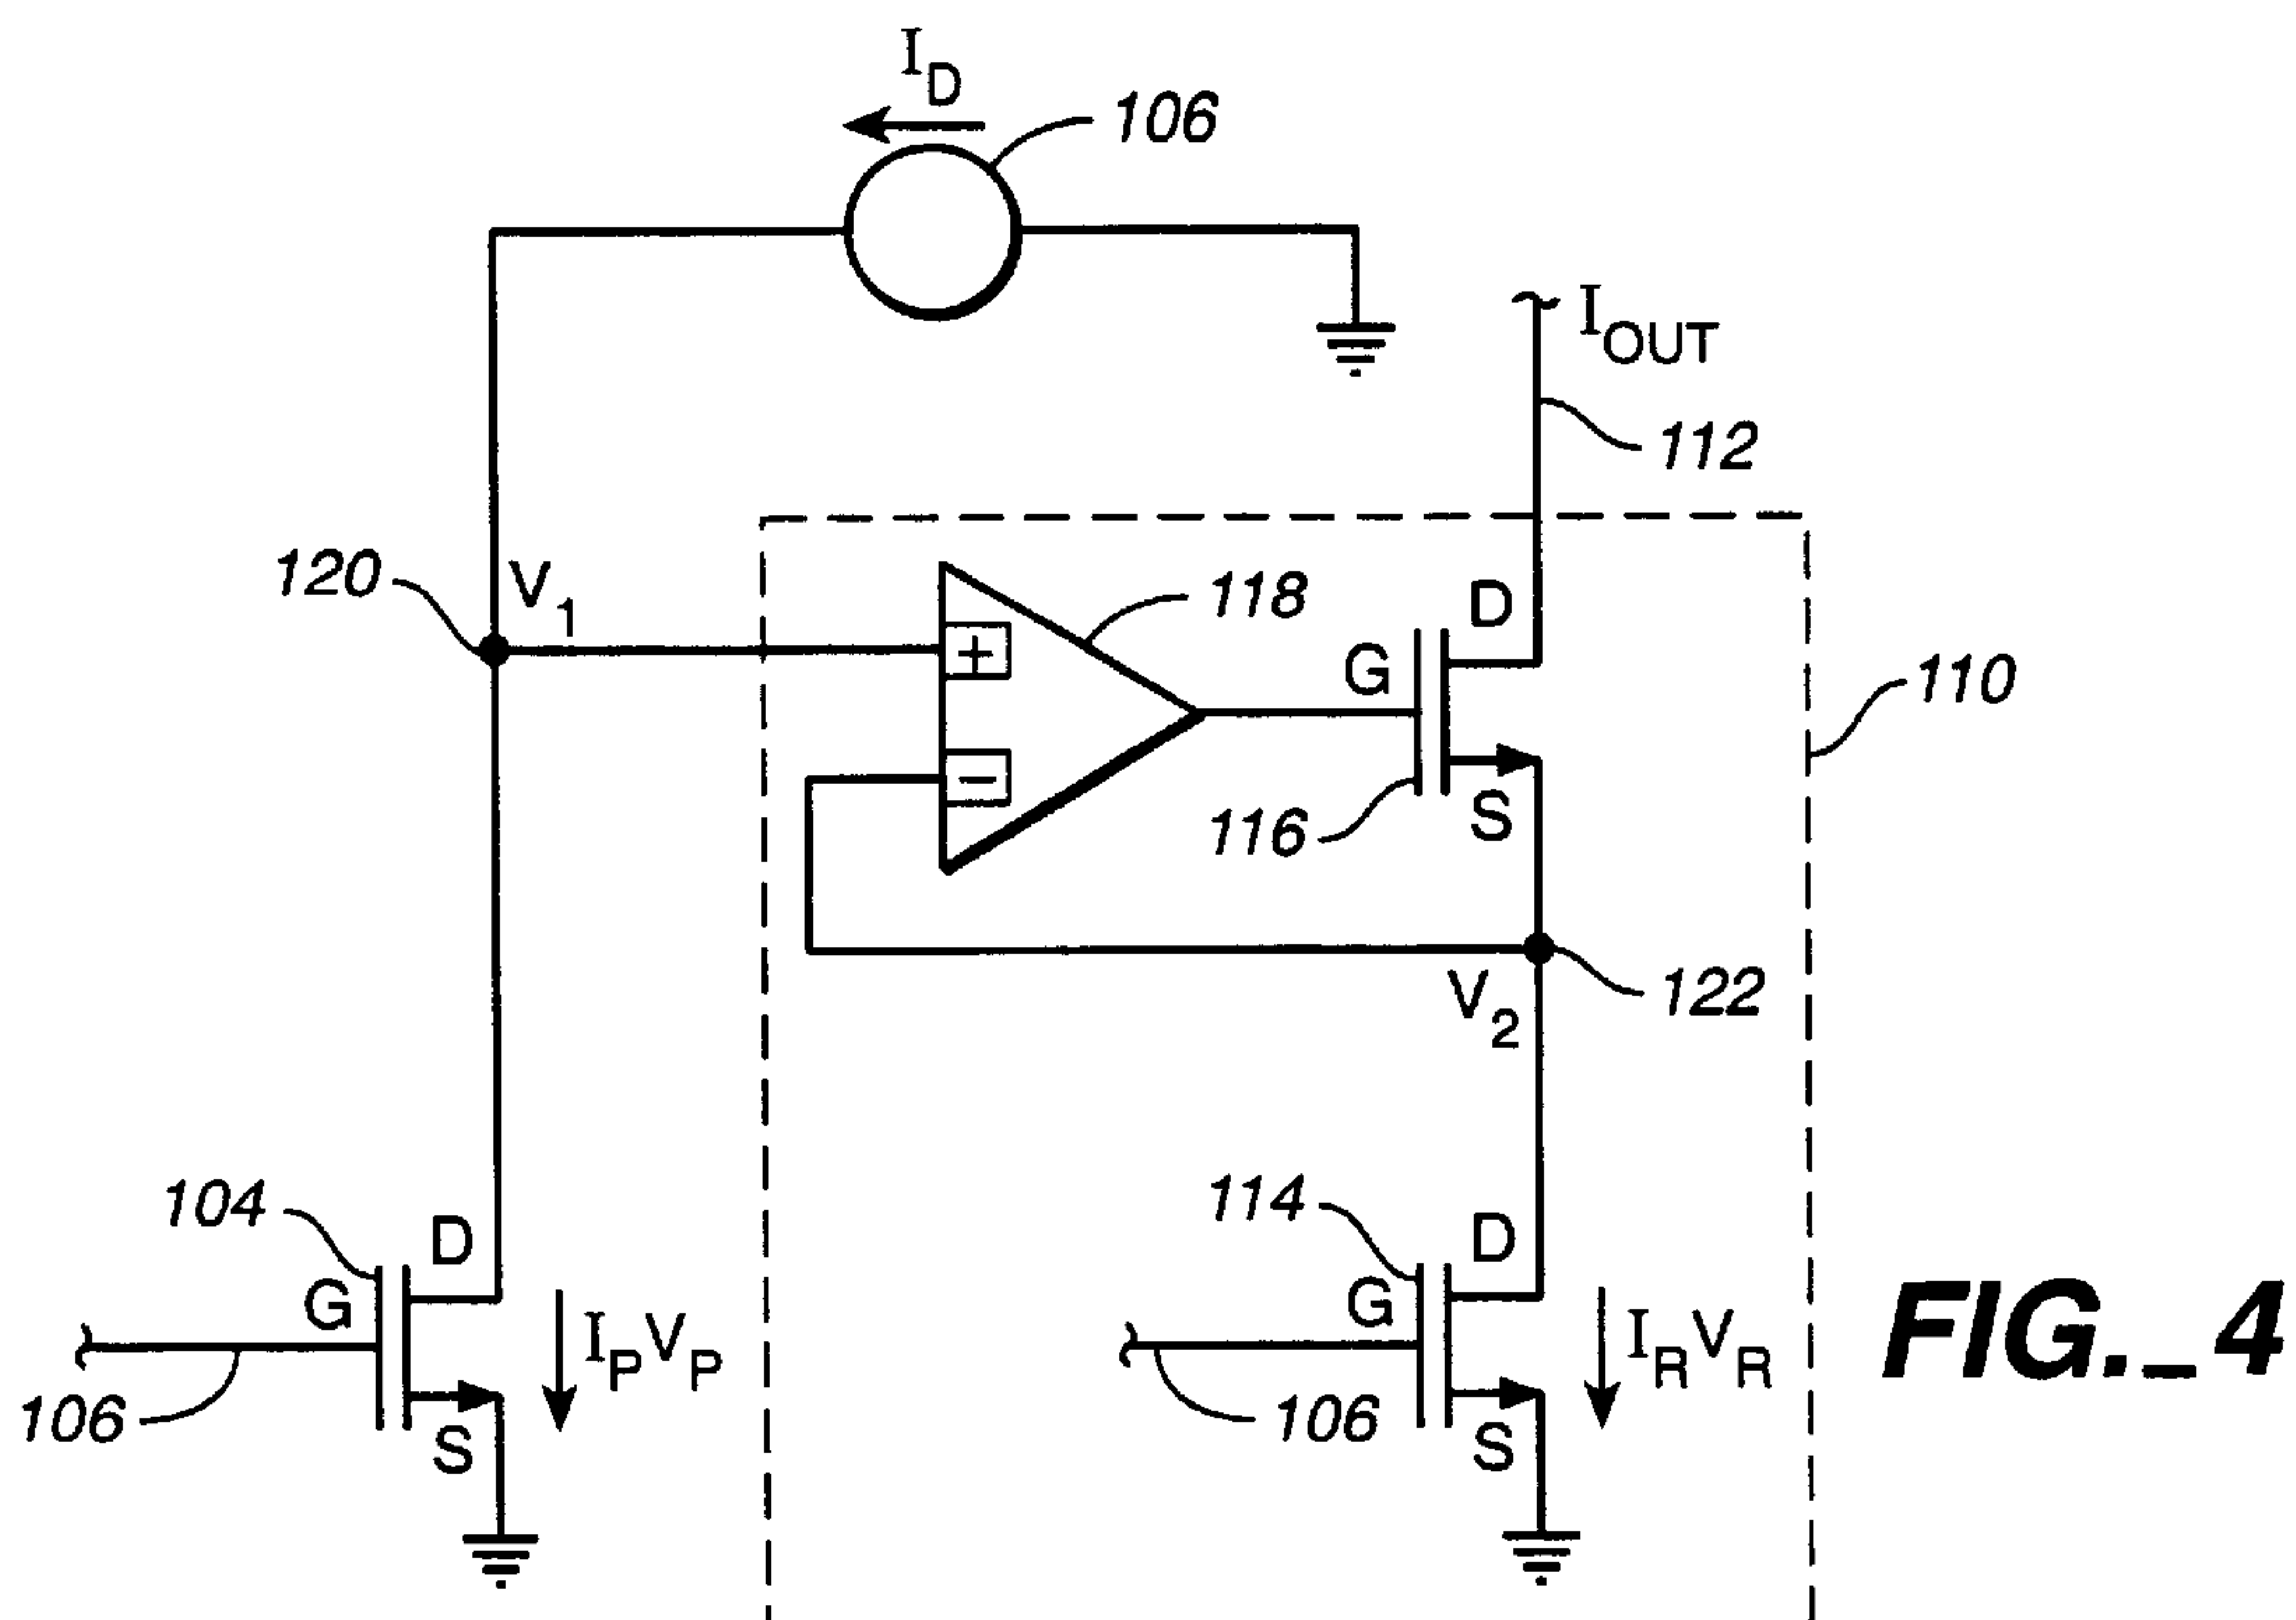 I_D
106
I_OUT
112
120
V_1
+
118
D
G
110
-
116
S
V_2
122
104
D
G
I_P V_P
106
S
114
D
G
I_R V_R
106
S
FIG._4